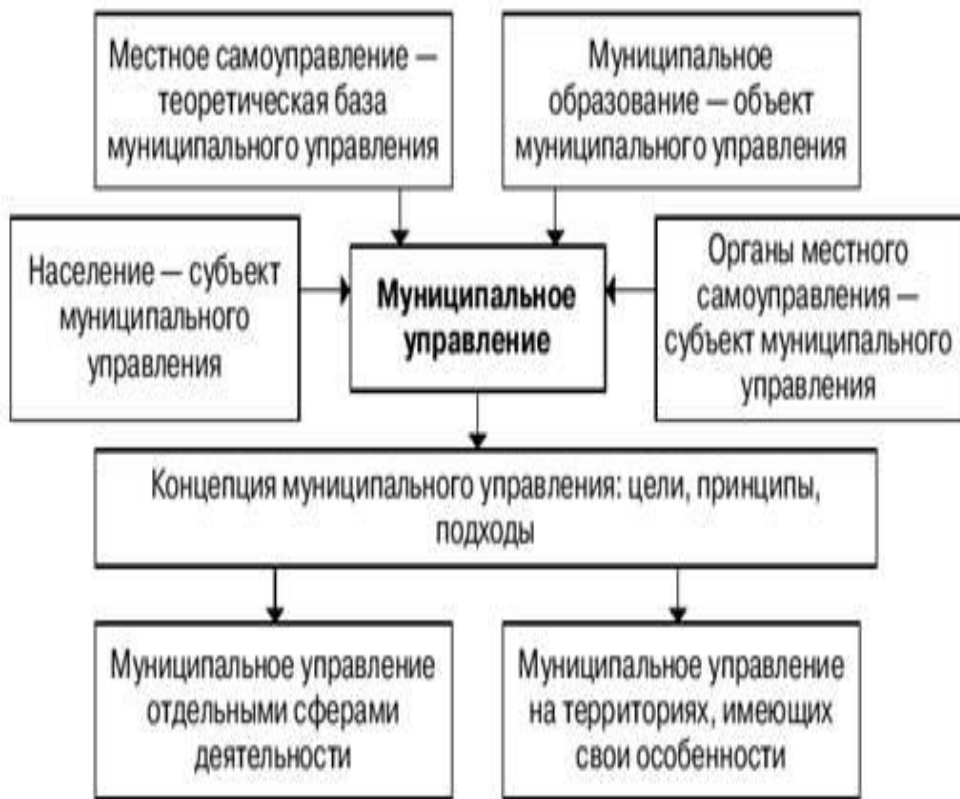 Местное самоуправление —
теоретическая база
муниципального управления
Муниципальное
образование — объект
муниципального управления
Население — субъект
муниципального
управления
Муниципальное
управление
Органы местного
самоуправления —
субъект муниципального
управления
Концепция муниципального управления: цели, принципы,
подходы
Муниципальное управление
отдельными сферами
деятельности
Муниципальное управление
на территориях, имеющих
свои особенности